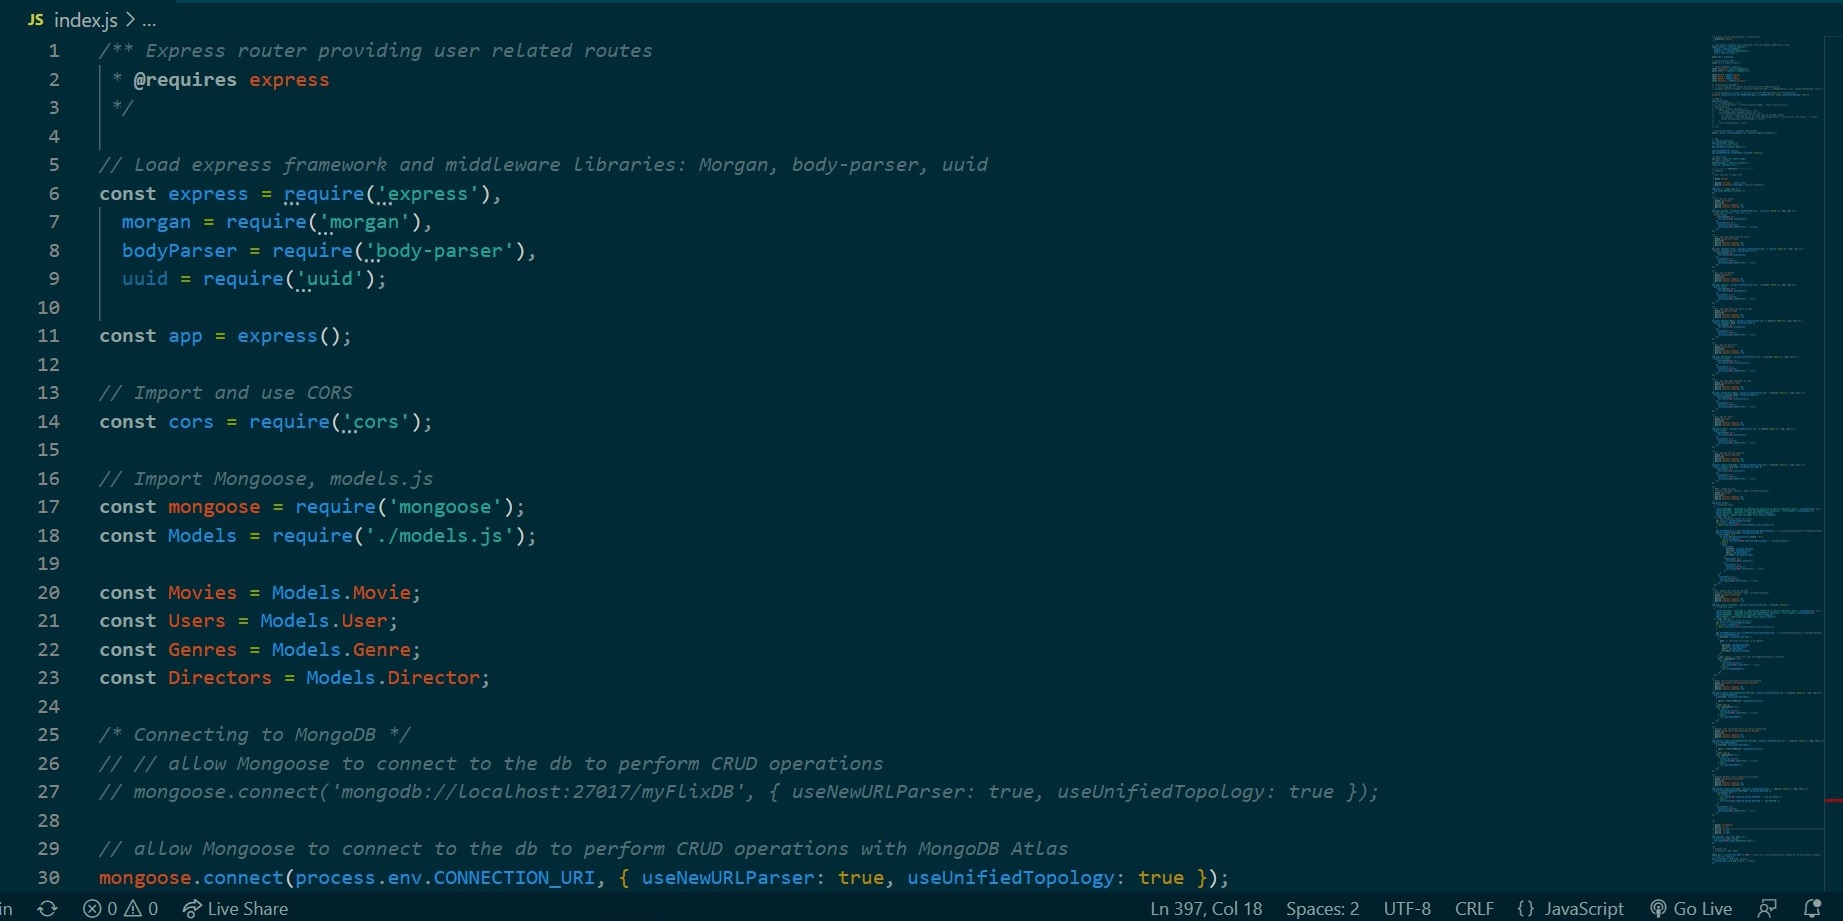 JS index.js > ...
1 /** Express router providing user related routes
2 * @requires express
3 */
4
5 // Load express framework and middleware libraries: Morgan, body-parser, uuid
6 const express = require('express'),
7 morgan = require('morgan'),
8 bodyParser = require('body-parser'),
9 uuid = require('uuid');
10
11 const app = express();
12
13 // Import and use CORS
14 const cors = require('cors');
15
16 // Import Mongoose, models.js
17 const mongoose = require('mongoose');
18 const Models = require('./models.js');
19
20 const Movies = Models.Movie;
21 const Users = Models.User;
22 const Genres = Models.Genre;
23 const Directors = Models.Director;
24
25 /* Connecting to MongoDB */
26 // // allow Mongoose to connect to the db to perform CRUD operations
27 // mongoose.connect('mongodb://localhost:27017/myFlixDB', { useNewURLParser: true, useUnifiedTopology: true });
28
29 // allow Mongoose to connect to the db to perform CRUD operations with MongoDB Atlas
30 mongoose.connect(process.env.CONNECTION_URI, { useNewURLParser: true, useUnifiedTopology: true });
in 0 0 Live Share Ln 397, Col 18 Spaces: 2 UTF-8 CRLF {} JavaScript Go Live